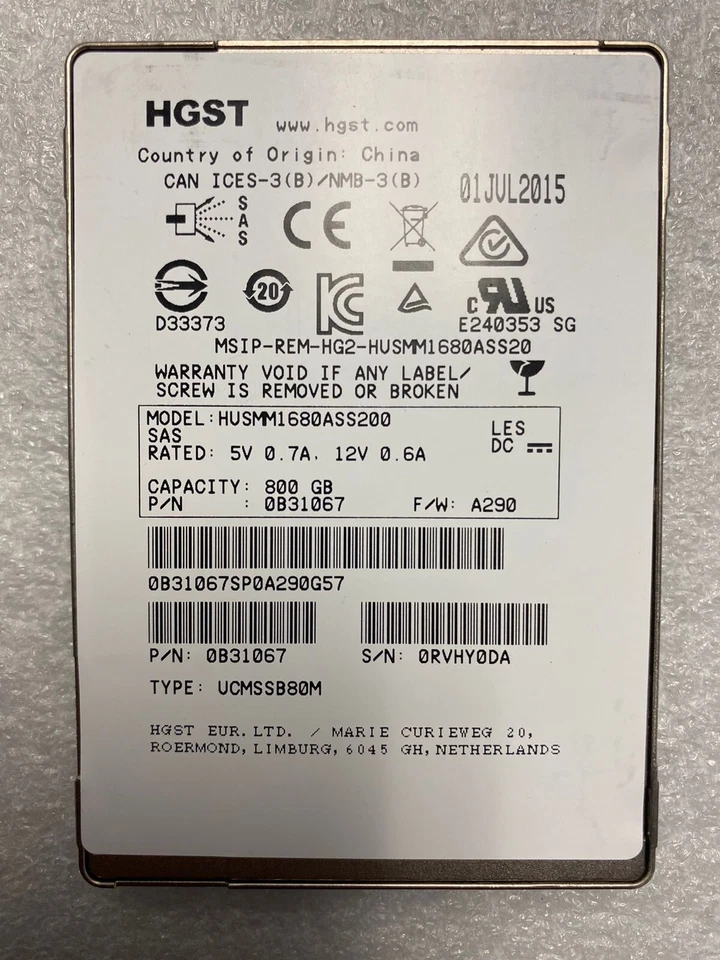 HGST www.hgst.com
Country of Origin: China
CAN ICES-3(B)/NMB-3(B) 01JUL2015
S
A
S
CE
20
D33373
c RU US
E240353 SG
MSIP-REM-HG2-HUSMM1680ASS20
WARRANTY VOID IF ANY LABEL/
SCREW IS REMOVED OR BROKEN
MODEL:HUSMM1680ASS200
SAS
LES
RATED: 5V 0.7A, 12V 0.6A
DC
CAPACITY: 800 GB
P/N : 0B31067 F/W: A290
0B31067SP0A290G57
P/N: 0B31067 S/N: 0RVHY0DA
TYPE: UCMSSB80M
HGST EUR.LTD. / MARIE CURIEWEG 20,
ROERMOND, LIMBURG, 6045 GH, NETHERLANDS